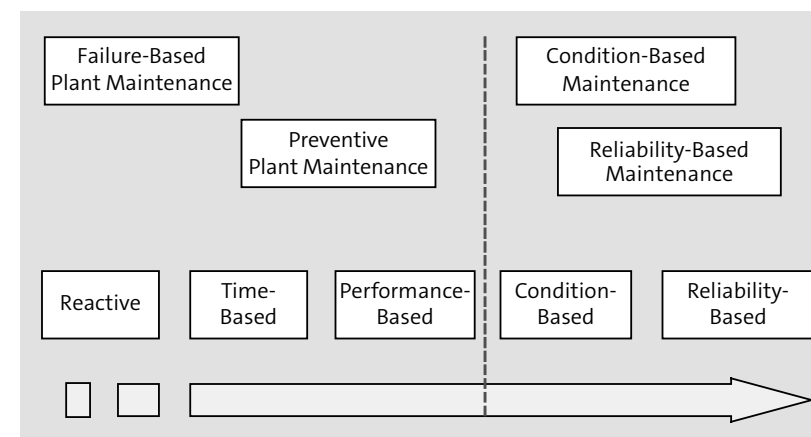 Failure-Based
Plant Maintenance
Condition-Based
Maintenance
Preventive
Plant Maintenance
Reliability-Based
Maintenance
Reactive
Time-
Based
Performance-
Based
Condition-
Based
Reliability-
Based